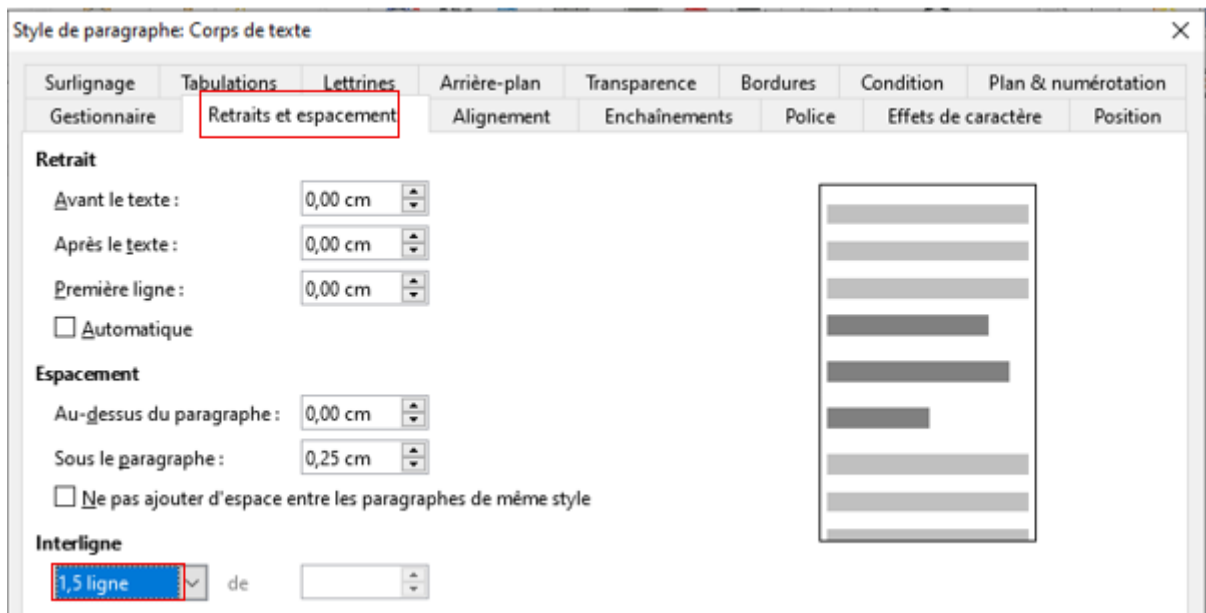 Style de paragraphe: Corps de texte
Surlignage Tabulations Lettrines Arrière-plan Transparence Bordures Condition Plan & numérotation
Gestionnaire Retraits et espacement Alignement Enchaînements Police Effets de caractère Position
Retrait
Avant le texte : 0,00 cm
Après le texte : 0,00 cm
Première ligne : 0,00 cm
Automatique
Espacement
Au-dessus du paragraphe : 0,00 cm
Sous le paragraphe : 0,25 cm
Ne pas ajouter d'espace entre les paragraphes de même style
Interligne
1,5 ligne de